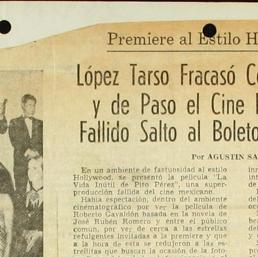 Premiere al Estilo H
López Tarso Fracasó C
y de Paso el Cine
Fallido Salto al Bolet
Por AGUSTIN SA
En un ambiente de fastuosidad al estilo
Hollywood, se presentó la película "La
Vida Inútil de Pito Pérez", una super-
producción fallida del cine mexicano.
Había expectación, dentro del ambiente
cinematográfico por ver la película de
Roberto Gavaldón basada en la novela de
José Rubén Romero y entre el público
común, por ver de cerca a las estrellas
refulgentes invitadas a la premiere y que
a la hora de esta se redujeron a las es-
trellitas que buscan la ocasión de la foto-